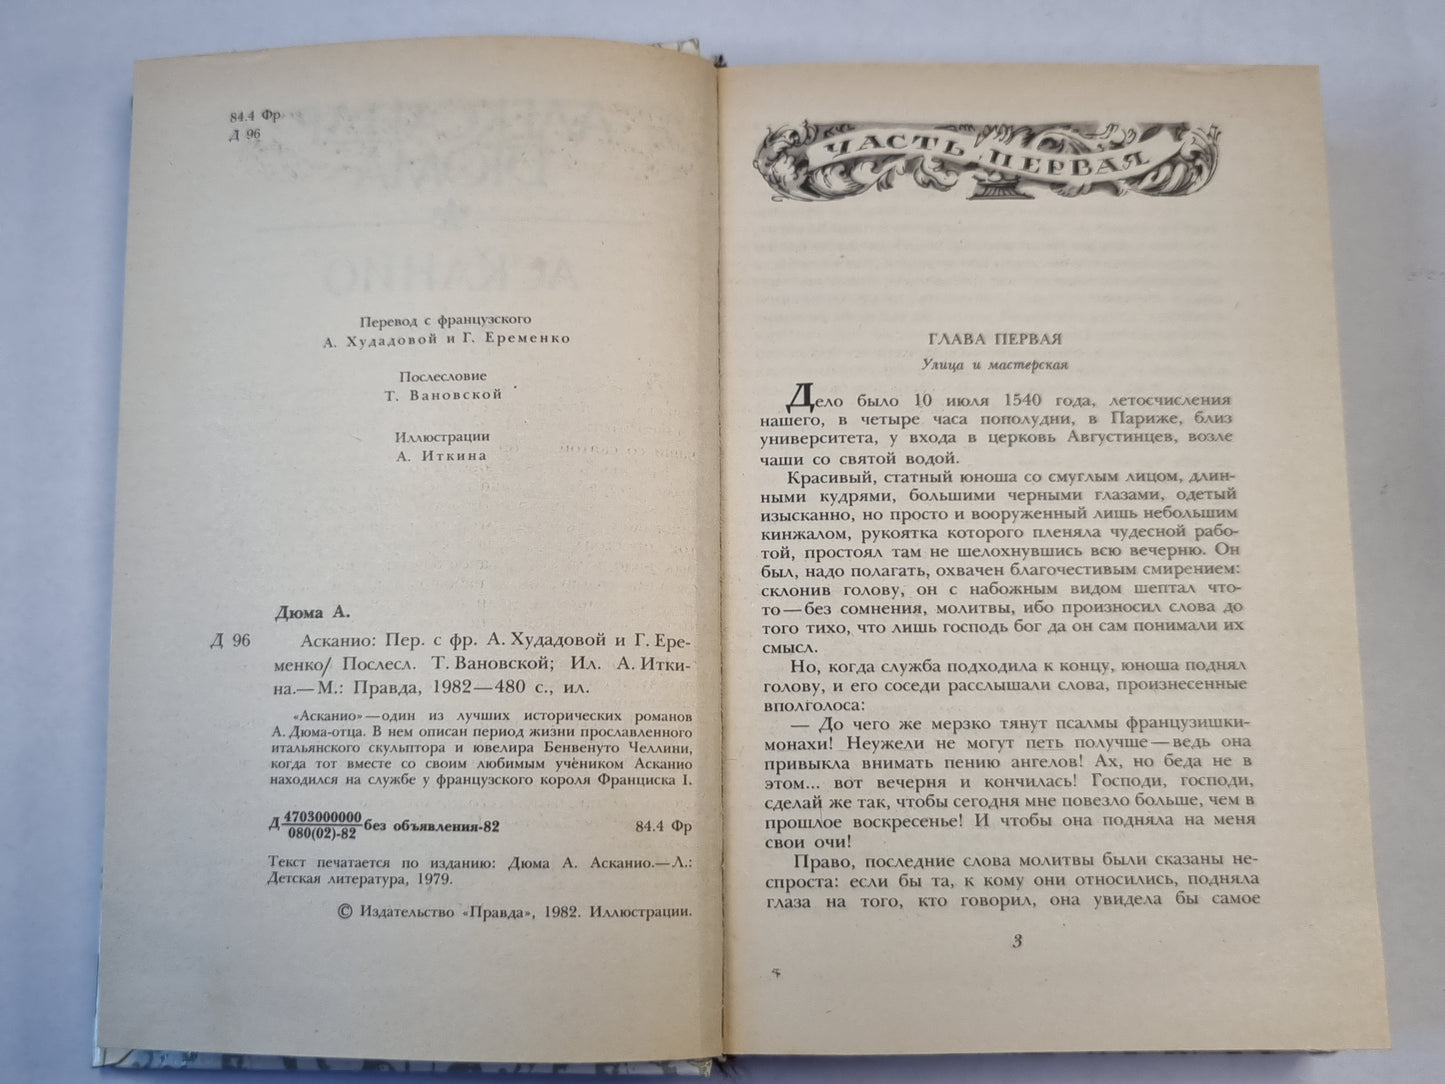 84.4 Фр
Д 96
Перевод с французского
А. Худадовой и Г. Еременко
Послесловие
Т. Вановской
Иллюстрации
А. Иткина
Дюма А.
Д 96 Асканио: Пер. с фр. А. Худадовой и Г. Ере-
менко/ Послесл. Т. Вановской; Ил. А. Итки-
на.— М.: Правда, 1982—480 с., ил.
«Асканио»—один из лучших исторических романов
А. Дюма-отца. В нем описан период жизни прославленного
итальянского скульптора и ювелира Бенвенуто Челлини,
когда тот вместе со своим любимым учеником Асканио
находился на службе у французского короля Франциска I.
Д 4703000000
080(02)-82 без объявления-82 84.4 Фр
Текст печатается по изданию: Дюма А. Асканио.—Л.:
Детская литература, 1979.
© Издательство «Правда», 1982. Иллюстрации.
ЧАСТЬ ПЕРВАЯ
ГЛАВА ПЕРВАЯ
Улица и мастерская
Дело было 10 июля 1540 года, летосчисления
нашего, в четыре часа пополудни, в Париже, близ
университета, у входа в церковь Августинцев, возле
чаши со святой водой.
Красивый, статный юноша со смуглым лицом, длин-
ными кудрями, большими черными глазами, одетый
изысканно, но просто и вооруженный лишь небольшим
кинжалом, рукоятка которого пленяла чудесной рабо-
той, простоял там не шелохнувшись всю вечерню. Он
был, надо полагать, охвачен благочестивым смирением:
склонив голову, он с набожным видом шептал что-
то—без сомнения, молитвы, ибо произносил слова до
того тихо, что лишь господь бог да он сам понимали их
смысл.
Но, когда служба подходила к концу, юноша поднял
голову, и его соседи расслышали слова, произнесенные
вполголоса:
— До чего же мерзко тянут псалмы французишки-
монахи! Неужели не могут петь получше—ведь она
привыкла внимать пению ангелов! Ах, но беда не в
этом... вот вечерня и кончилась! Господи, господи,
сделай же так, чтобы сегодня мне повезло больше, чем в
прошлое воскресенье! И чтобы она подняла на меня
свои очи!
Право, последние слова молитвы были сказаны не-
спроста: если бы та, к кому они относились, подняла
глаза на того, кто говорил, она увидела бы самое
3